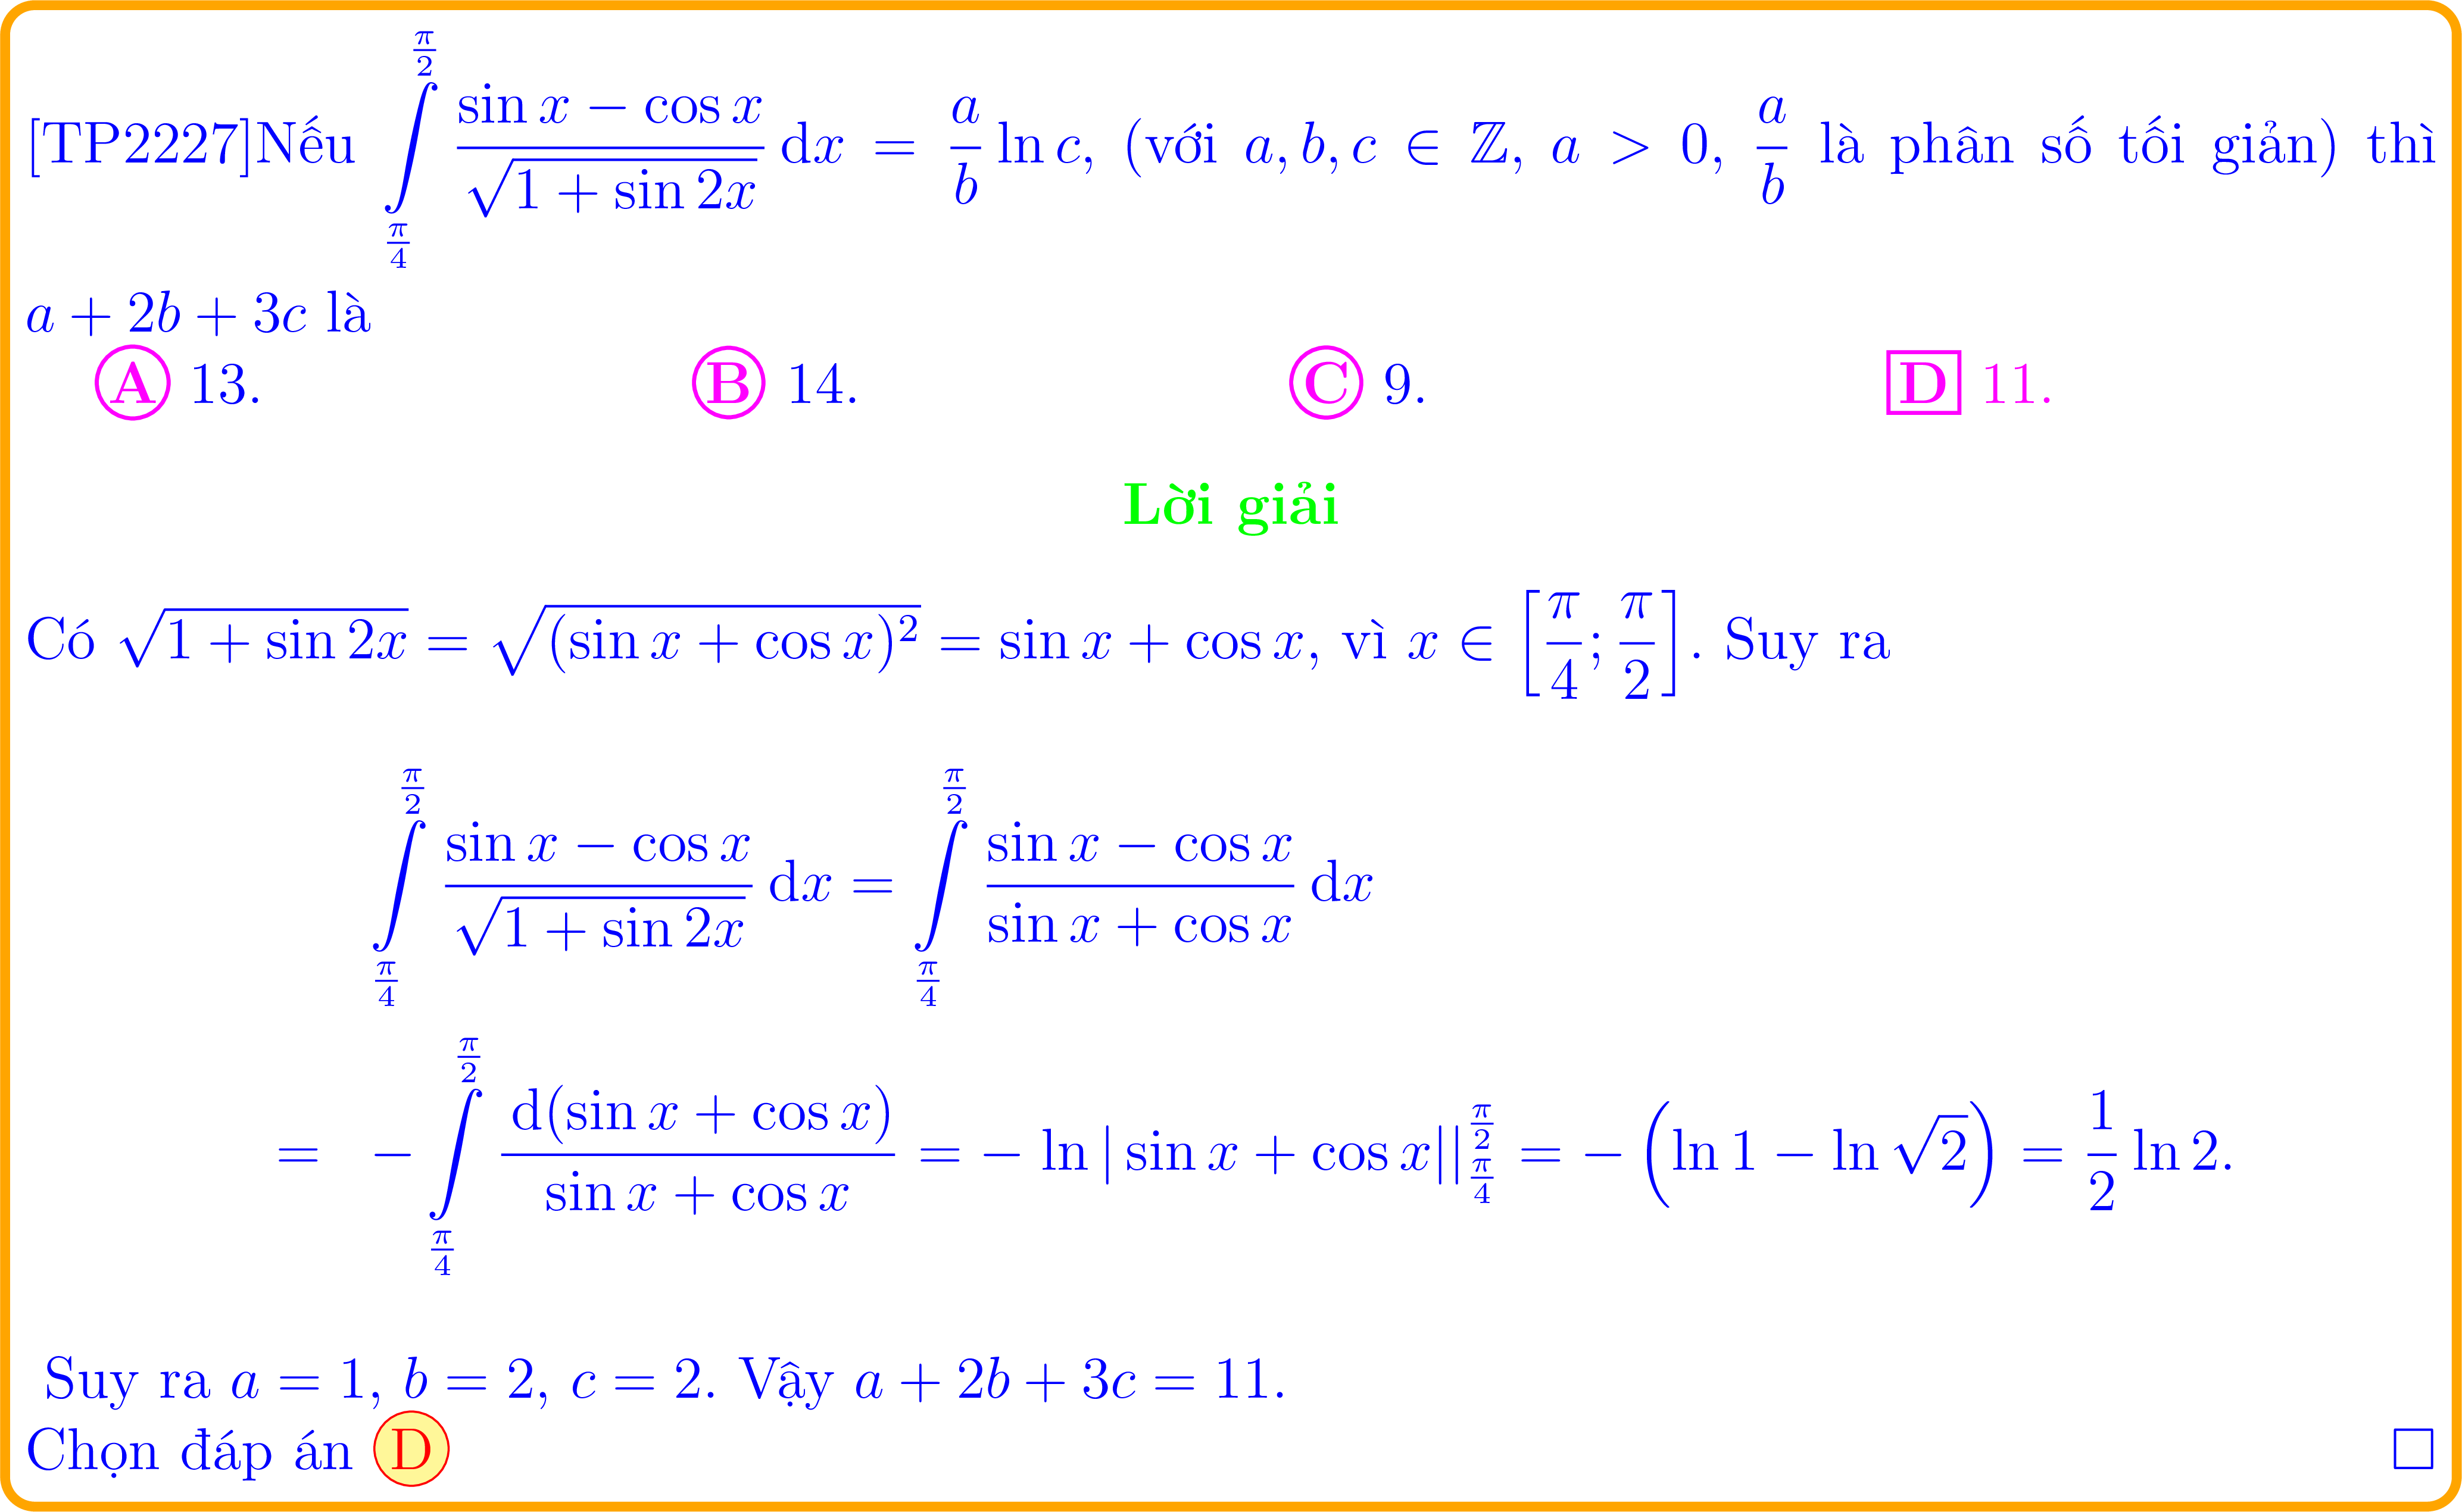 [TP2227]Nếu $\int\limits_{\frac{\pi}{4}}^{\frac{\pi}{2}} \frac{\sin x - \cos x}{\sqrt{1 + \sin 2x}} \, \mathrm{d}x = \frac{a}{b} \ln c$, (với $a, b, c \in \mathbb{Z}$, $a > 0$, $\frac{a}{b}$ là phân số tối giản) thì
$a + 2b + 3c$ là
A 13. B 14. C 9. D 11.
Lời giải
Có $\sqrt{1 + \sin 2x} = \sqrt{(\sin x + \cos x)^2} = \sin x + \cos x$, vì $x \in \left[\frac{\pi}{4}; \frac{\pi}{2}\right]$. Suy ra
$\int\limits_{\frac{\pi}{4}}^{\frac{\pi}{2}} \frac{\sin x - \cos x}{\sqrt{1 + \sin 2x}} \, \mathrm{d}x = \int\limits_{\frac{\pi}{4}}^{\frac{\pi}{2}} \frac{\sin x - \cos x}{\sin x + \cos x} \, \mathrm{d}x$
$= -\int\limits_{\frac{\pi}{4}}^{\frac{\pi}{2}} \frac{\mathrm{d}(\sin x + \cos x)}{\sin x + \cos x} = -\ln |\sin x + \cos x| \Big|_{\frac{\pi}{4}}^{\frac{\pi}{2}} = -\left(\ln 1 - \ln \sqrt{2}\right) = \frac{1}{2} \ln 2.$
Suy ra $a = 1$, $b = 2$, $c = 2$. Vậy $a + 2b + 3c = 11$.
Chọn đáp án D □